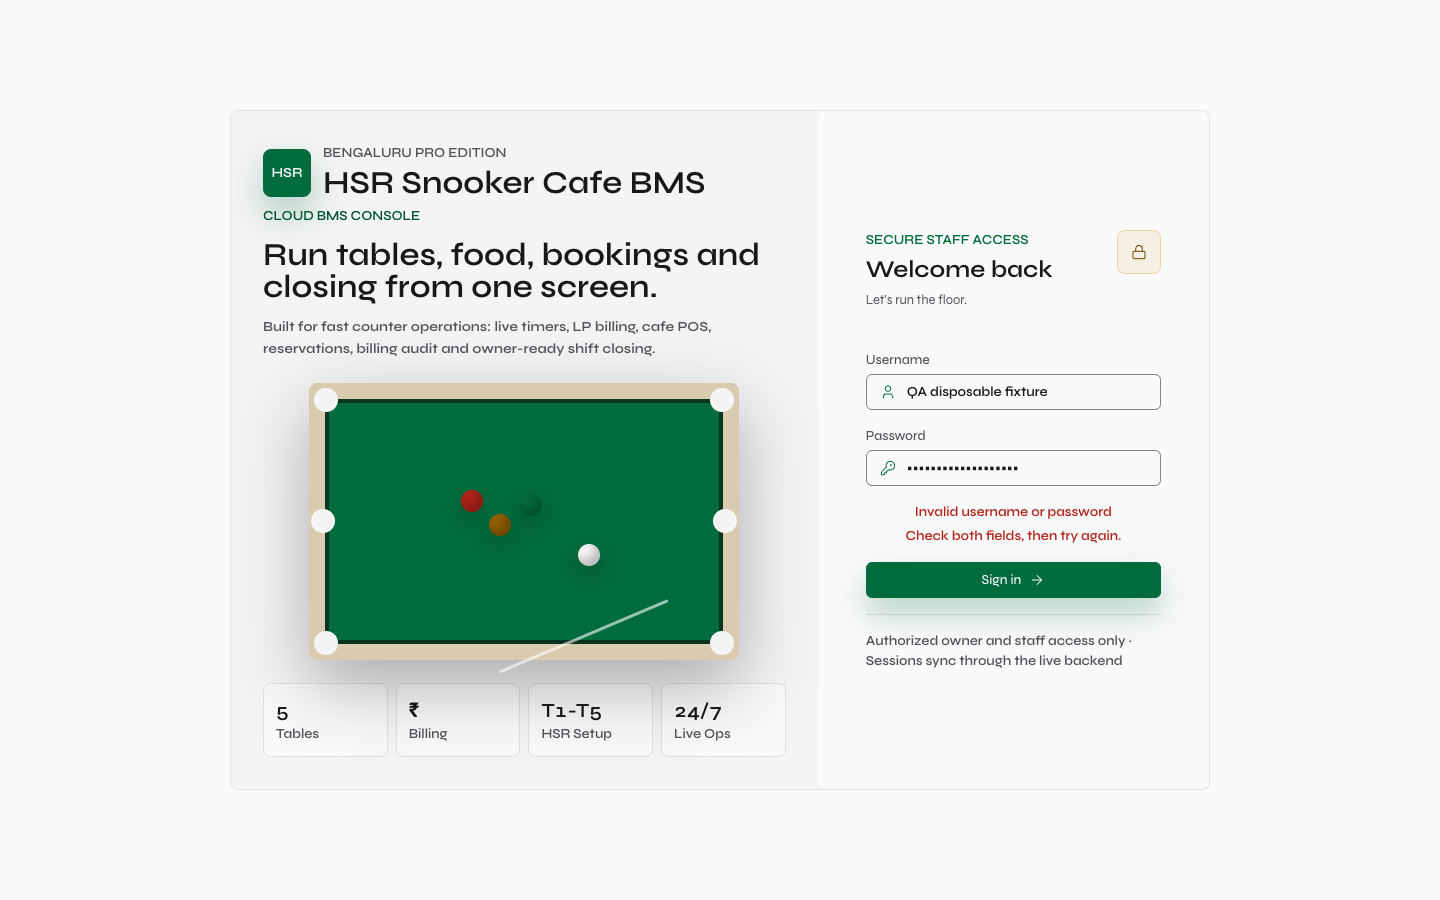 HSR
BENGALURU PRO EDITION
HSR Snooker Cafe BMS
CLOUD BMS CONSOLE
Run tables, food, bookings and
closing from one screen.
Built for fast counter operations: live timers, LP billing, cafe POS,
reservations, billing audit and owner-ready shift closing.
5
Tables
₹
Billing
T1-T5
HSR Setup
24/7
Live Ops
SECURE STAFF ACCESS
Welcome back
Let's run the floor.
Username
QA disposable fixture
Password
Invalid username or password
Check both fields, then try again.
Sign in
Authorized owner and staff access only ·
Sessions sync through the live backend